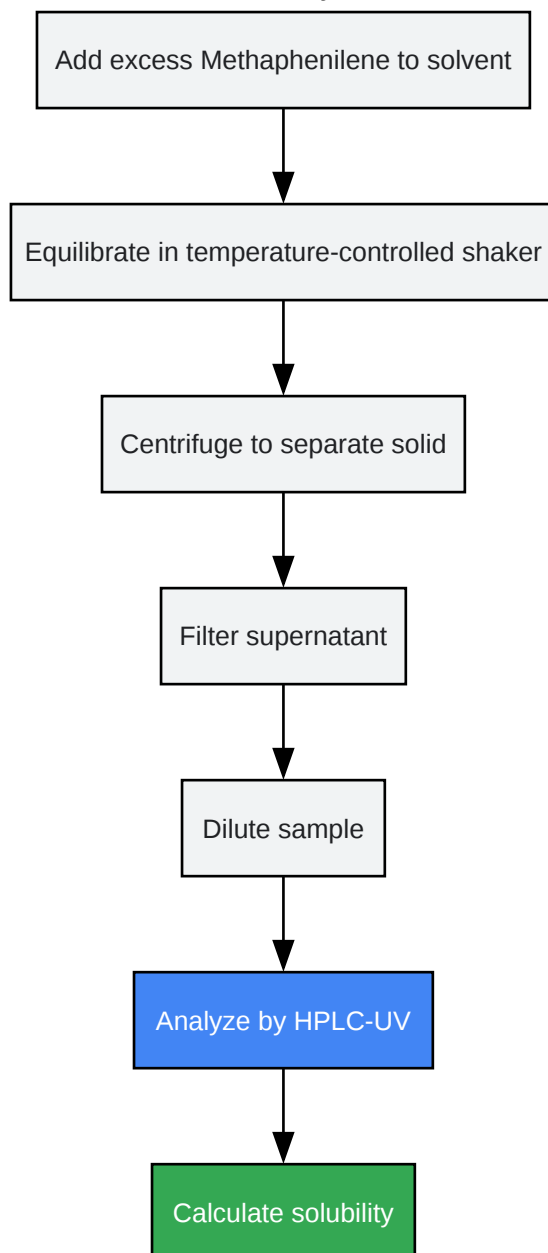 Add excess Methaphenilene to solvent
Equilibrate in temperature-controlled shaker
Centrifuge to separate solid
Filter supernatant
Dilute sample
Analyze by HPLC-UV
Calculate solubility